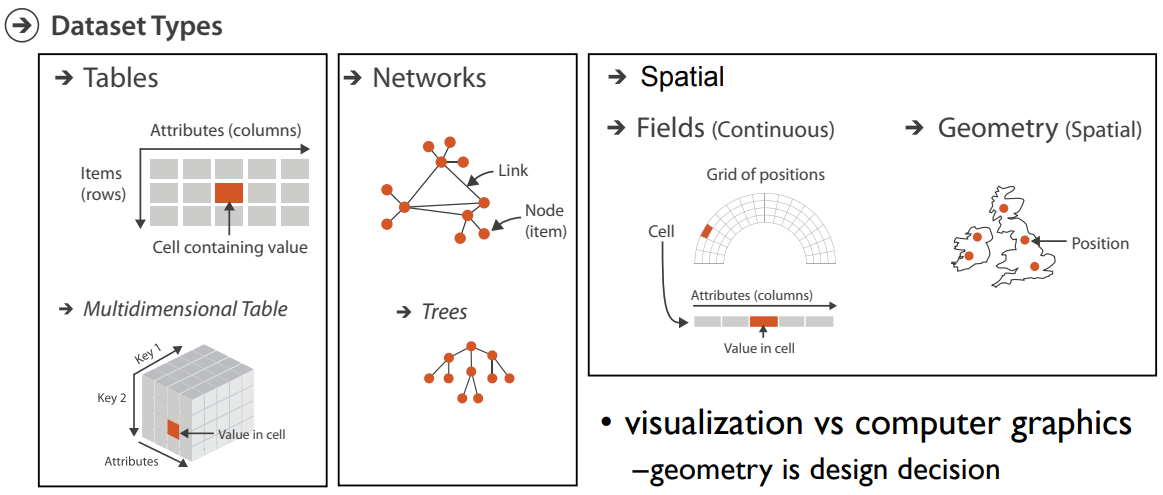 Dataset Types
Tables
Attributes (columns)
Items
(rows)
Cell containing value
Multidimensional Table
Key 1
Key 2
Value in cell
Attributes
Networks
Link
Node
(item)
Trees
Spatial
Fields (Continuous)
Grid of positions
Cell
Attributes (columns)
Value in cell
Geometry (Spatial)
Position
• visualization vs computer graphics
–geometry is design decision